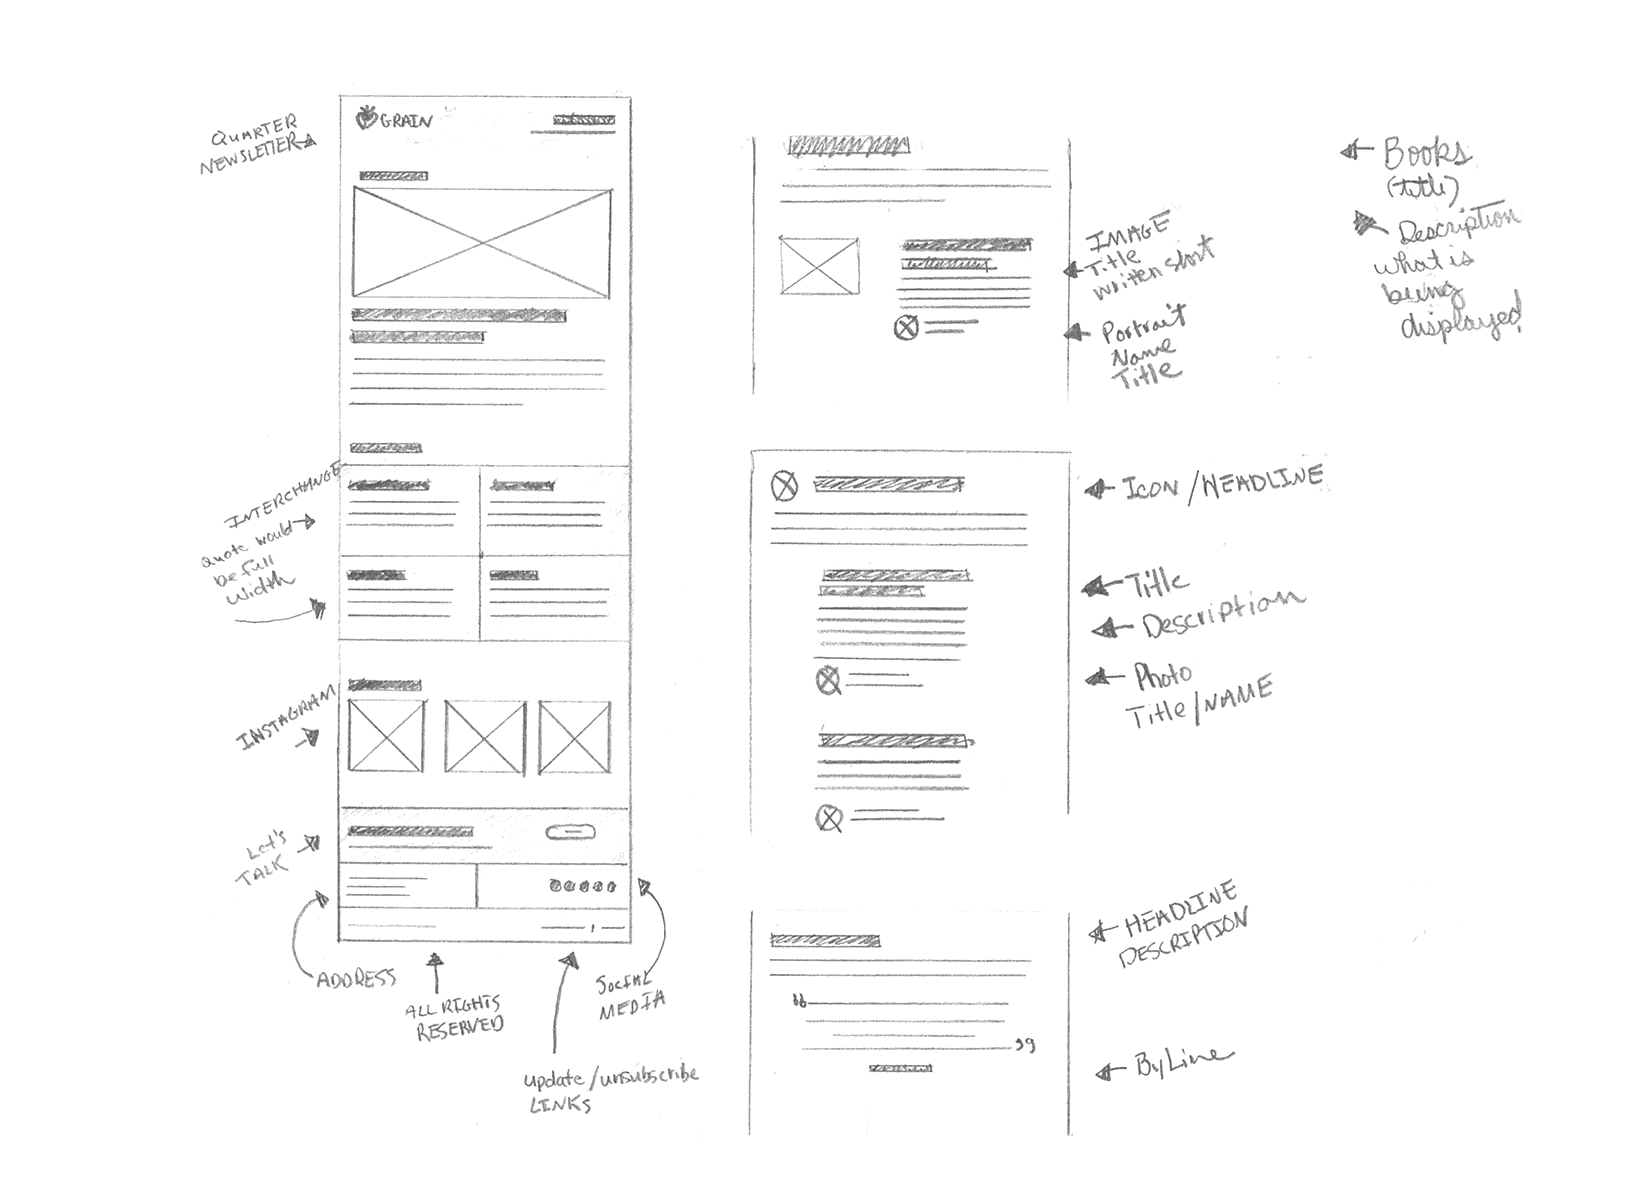 QUARTER
NEWSLETTER
GRAIN
INTERCHANGE
Quote would
be full
width
INSTAGRAM
Let's
TALK
ADDRESS
ALL RIGHTS
RESERVED
update/unsubscribe
LINKS
SOCIAL
MEDIA
IMAGE
Title
written short
Portrait
Name
Title
Books
(title)
Description
what is
being
displayed!
ICON/HEADLINE
Title
Description
Photo
Title/NAME
HEADLINE
DESCRIPTION
ByLine